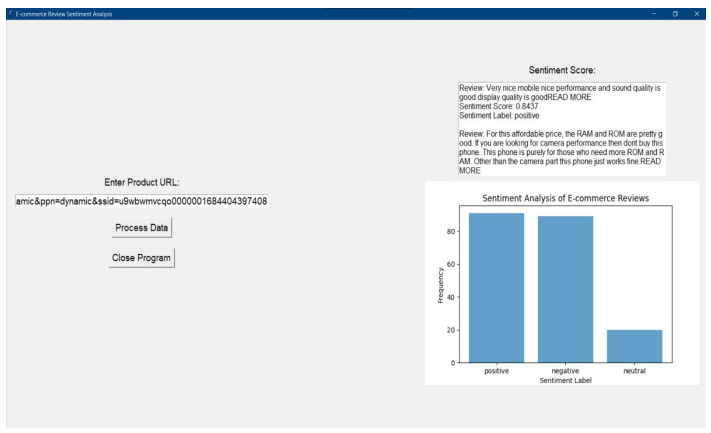 E-commerce Review Sentiment Analysis
Enter Product URL:
amic&ppn=dynamic&ssid=u9wbwmvcqo0000001684404397408
Process Data
Close Program
Sentiment Score:
Review: Very nice mobile nice performance and sound quality is
good display quality is goodREAD MORE
Sentiment Score: 0.8437
Sentiment Label: positive
Review: For this affordable price, the RAM and ROM are pretty g
ood. If you are looking for camera performance then dont buy this
phone. This phone is purely for those who need more ROM and R
AM. Other than the camera part this phone just works fine.READ
MORE
Sentiment Analysis of E-commerce Reviews
Frequency
80
60
40
20
0
positive negative neutral
Sentiment Label